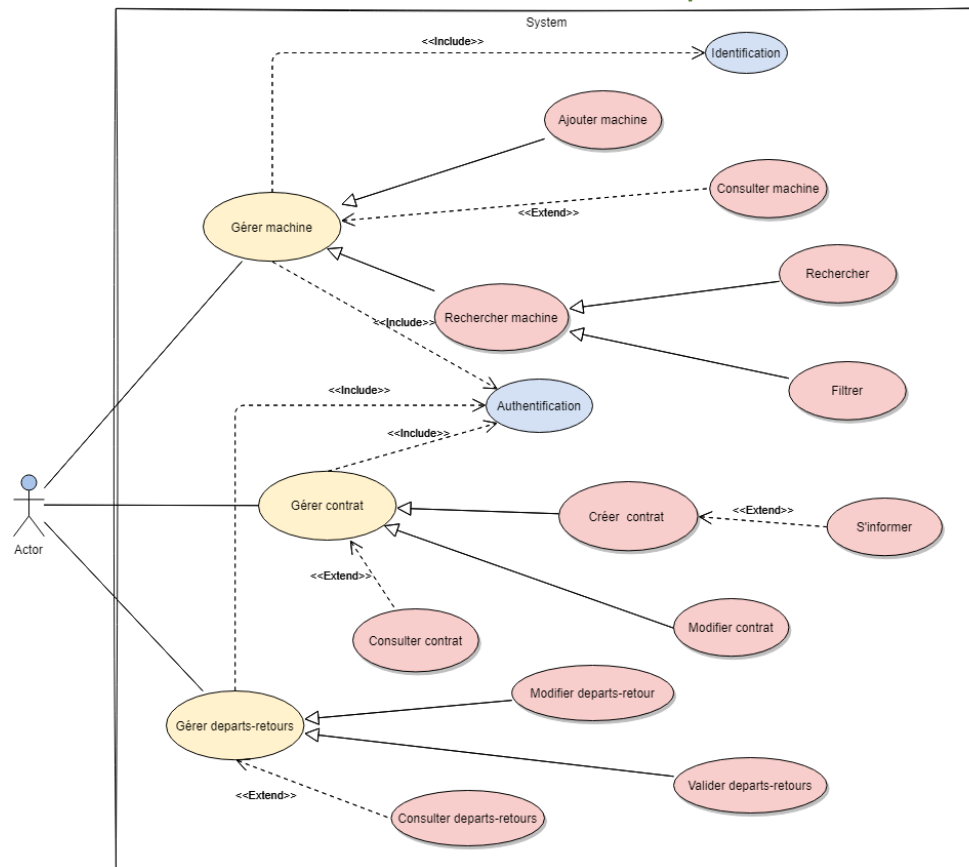 System
<<Include>>
Identification
Ajouter machine
Consulter machine
<<Extend>>
Gérer machine
Rechercher
Rechercher machine
<<Include>>
Filtrer
<<Include>>
Authentification
<<Include>>
Gérer contrat
Créer contrat
<<Extend>>
S'informer
Actor
<<Extend>>
Consulter contrat
Modifier contrat
Modifier departs-retour
Gérer departs-retours
Valider departs-retours
<<Extend>>
Consulter departs-retours